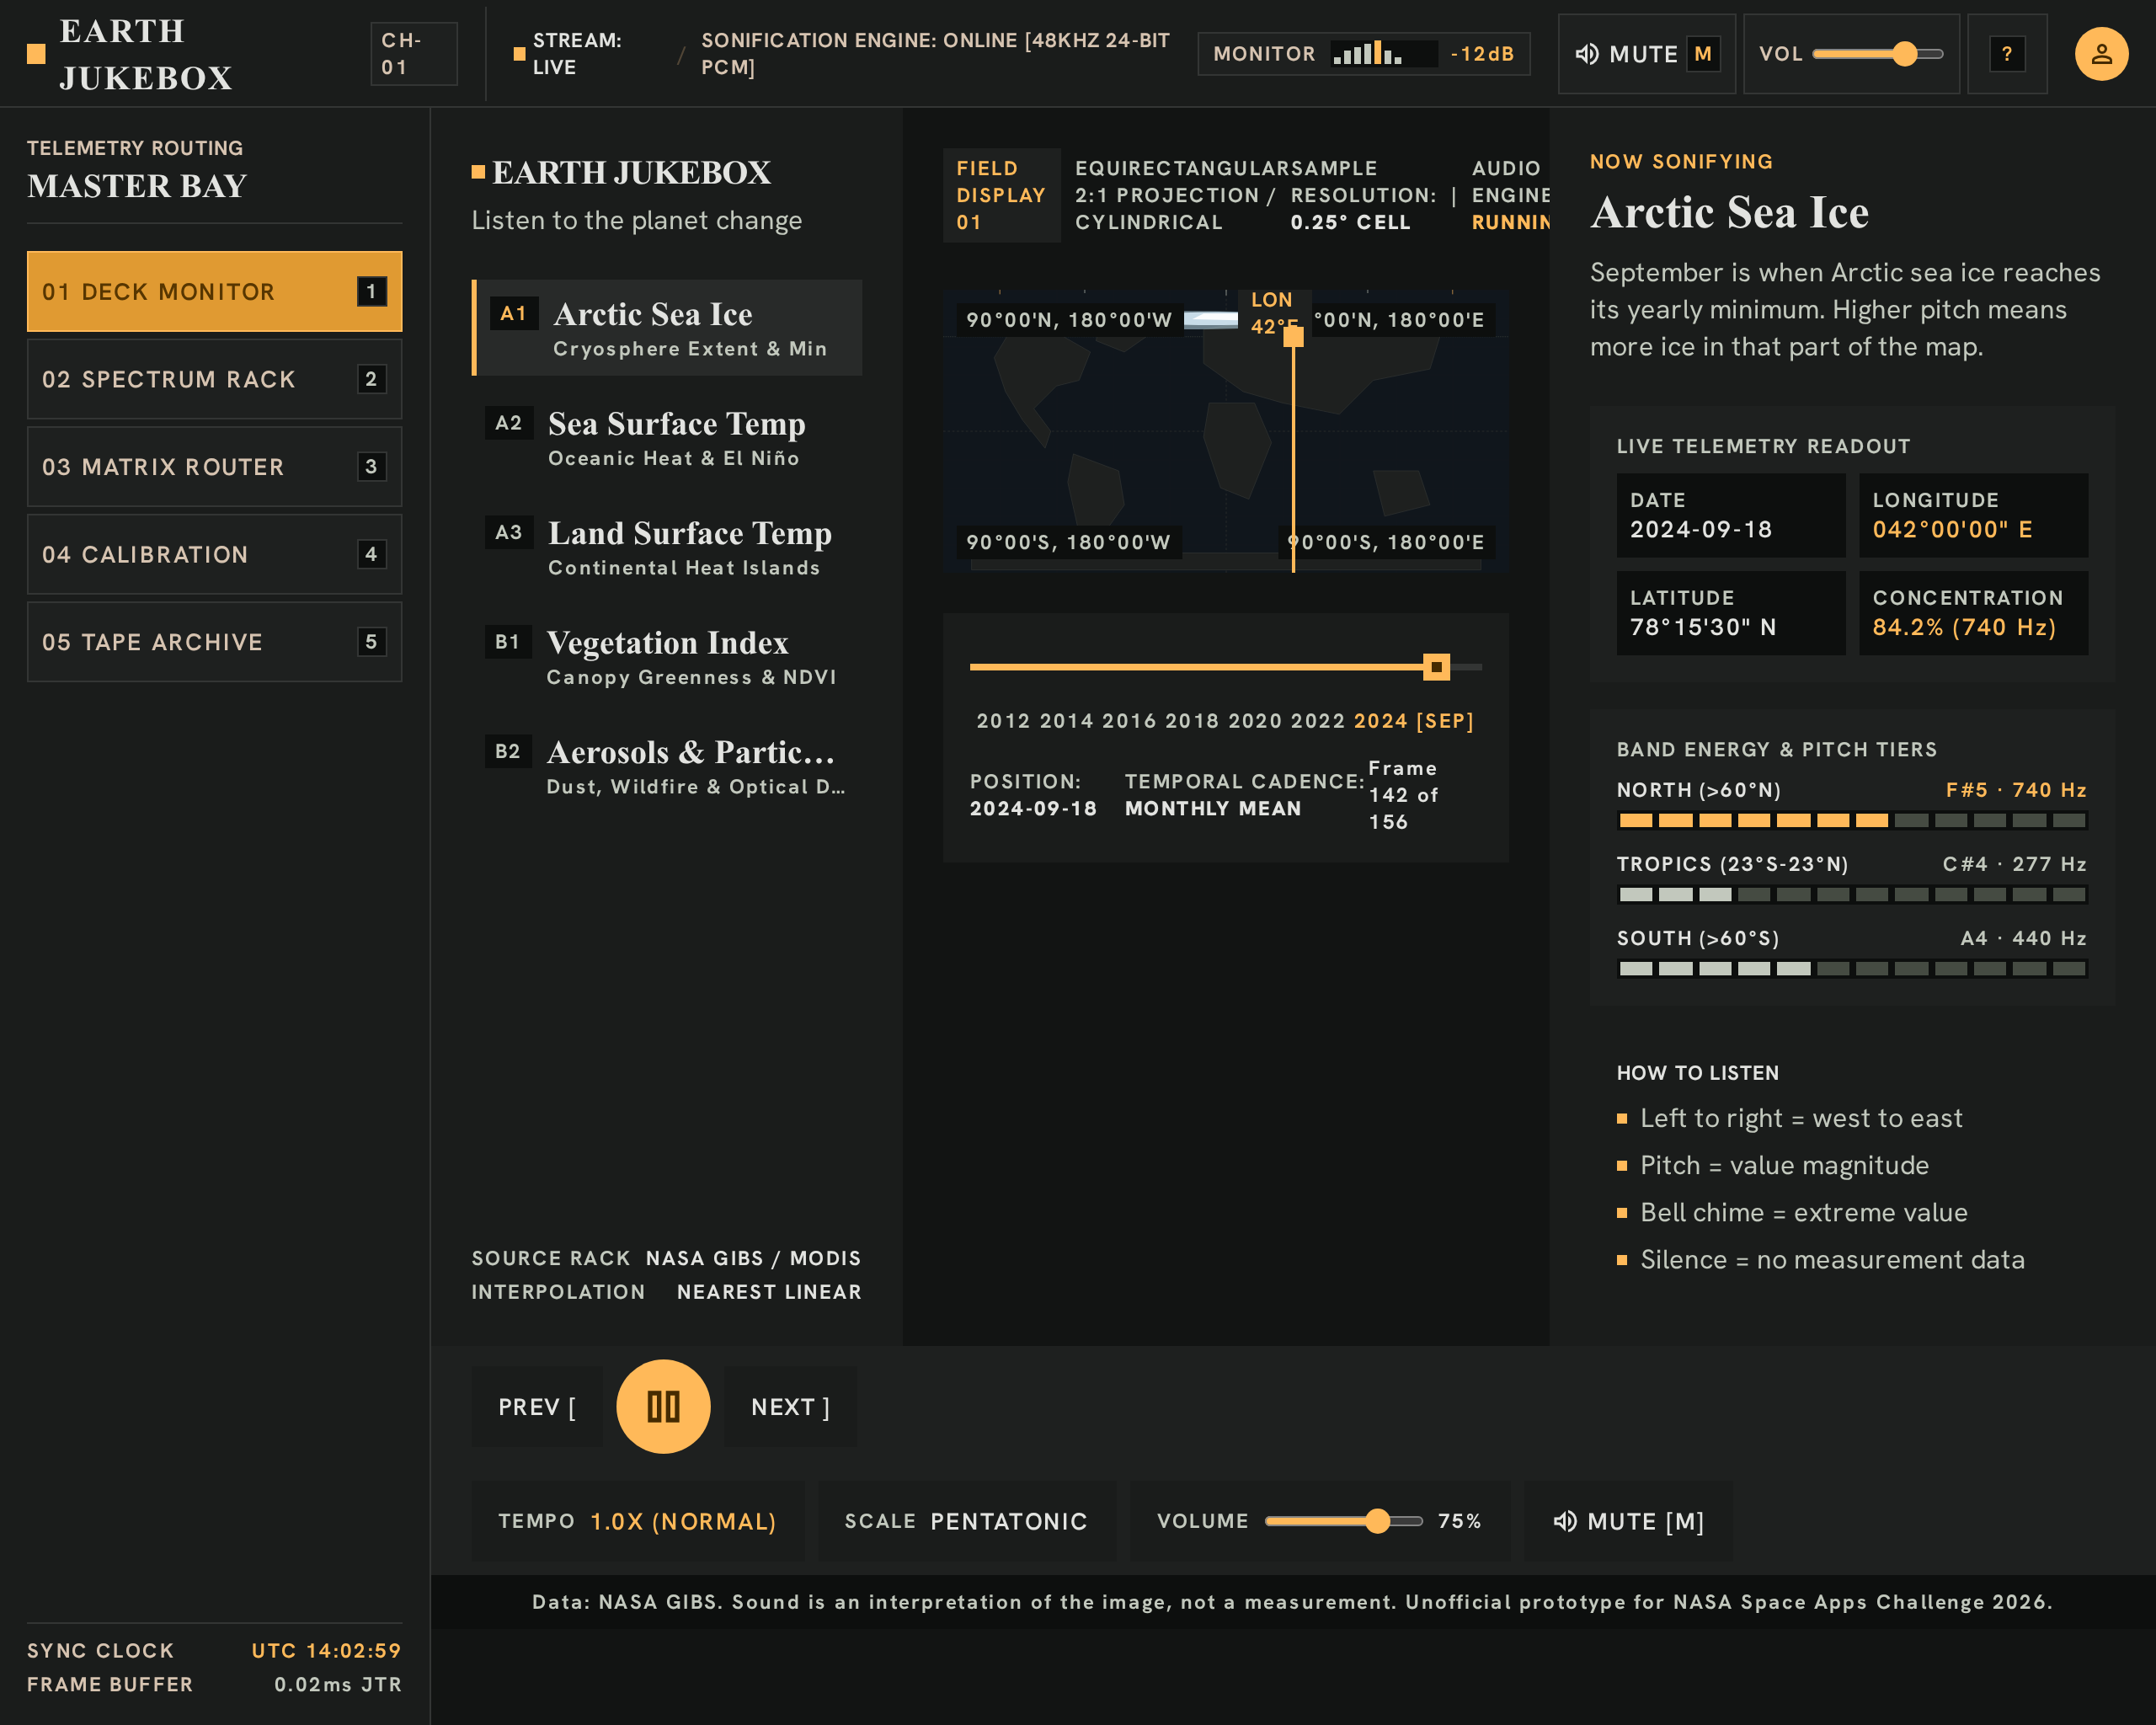 EARTH
JUKEBOX
CH-
01
STREAM:
LIVE
/
SONIFICATION ENGINE: ONLINE [48KHZ 24-BIT
PCM]
MONITOR -12dB
MUTE M
VOL
?
TELEMETRY ROUTING
MASTER BAY
01 DECK MONITOR 1
02 SPECTRUM RACK 2
03 MATRIX ROUTER 3
04 CALIBRATION 4
05 TAPE ARCHIVE 5
SYNC CLOCK UTC 14:02:59
FRAME BUFFER 0.02ms JTR
EARTH JUKEBOX
Listen to the planet change
A1 Arctic Sea Ice
Cryosphere Extent & Min
A2 Sea Surface Temp
Oceanic Heat & El Niño
A3 Land Surface Temp
Continental Heat Islands
B1 Vegetation Index
Canopy Greenness & NDVI
B2 Aerosols & Partic...
Dust, Wildfire & Optical D...
SOURCE RACK NASA GIBS / MODIS
INTERPOLATION NEAREST LINEAR
FIELD
DISPLAY
01
EQUIRECTANGULAR
2:1 PROJECTION /
CYLINDRICAL
SAMPLE
RESOLUTION:
0.25° CELL
|
AUDIO
ENGINE
RUNNIN
90°00'N, 180°00'W
LON
42°E
°00'N, 180°00'E
90°00'S, 180°00'W
90°00'S, 180°00'E
2012 2014 2016 2018 2020 2022 2024 [SEP]
POSITION:
2024-09-18
TEMPORAL CADENCE:
MONTHLY MEAN
Frame
142 of
156
NOW SONIFYING
Arctic Sea Ice
September is when Arctic sea ice reaches
its yearly minimum. Higher pitch means
more ice in that part of the map.
LIVE TELEMETRY READOUT
DATE
2024-09-18
LONGITUDE
042°00'00" E
LATITUDE
78°15'30" N
CONCENTRATION
84.2% (740 Hz)
BAND ENERGY & PITCH TIERS
NORTH (>60°N) F#5 · 740 Hz
TROPICS (23°S-23°N) C#4 · 277 Hz
SOUTH (>60°S) A4 · 440 Hz
HOW TO LISTEN
Left to right = west to east
Pitch = value magnitude
Bell chime = extreme value
Silence = no measurement data
PREV [
NEXT ]
TEMPO 1.0X (NORMAL)
SCALE PENTATONIC
VOLUME 75%
MUTE [M]
Data: NASA GIBS. Sound is an interpretation of the image, not a measurement. Unofficial prototype for NASA Space Apps Challenge 2026.